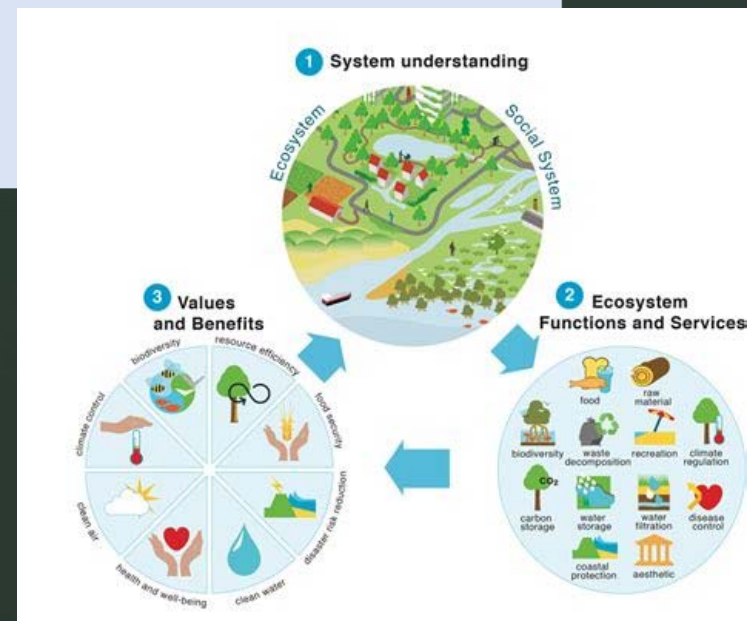 1 System understanding
Ecosystem
Social System
2 Ecosystem
Functions and Services
food
raw
material
biodiversity
waste
decomposition
recreation
climate
regulation
CO₂
carbon
storage
water
storage
water
filtration
disease
control
coastal
protection
aesthetic
3 Values
and Benefits
biodiversity
resource efficiency
food security
disaster risk reduction
clean water
health and well-being
clean air
climate control